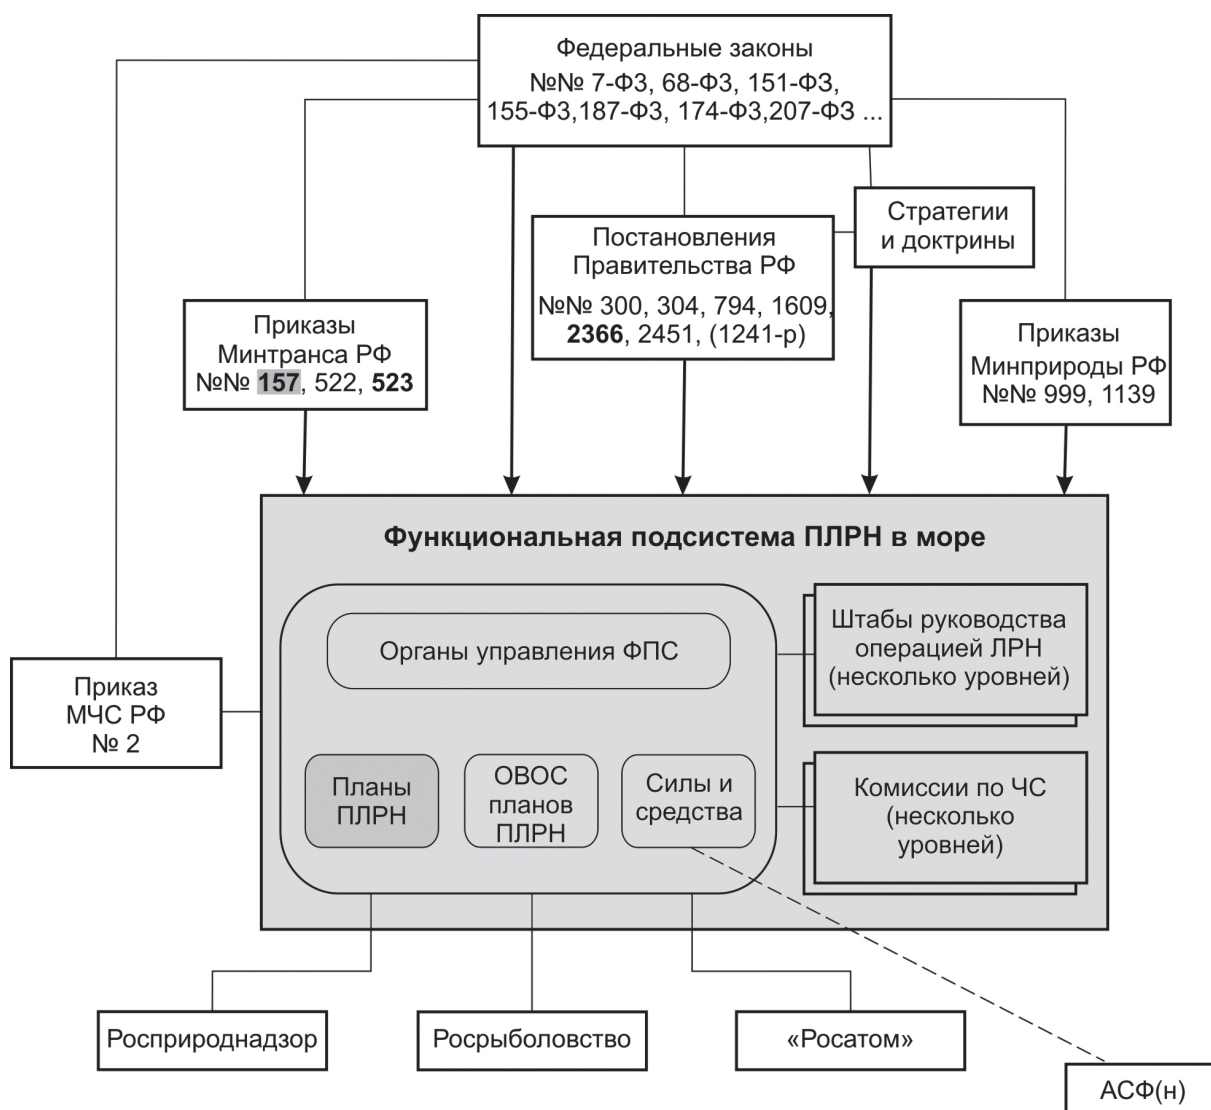 Федеральные законы
№№ 7-ФЗ, 68-ФЗ, 151-ФЗ,
155-ФЗ,187-ФЗ, 174-ФЗ,207-ФЗ ...
Стратегии
и доктрины
Постановления
Правительства РФ
№№ 300, 304, 794, 1609,
2366, 2451, (1241-р)
Приказы
Минтранса РФ
№№ 157, 522, 523
Приказы
Минприроды РФ
№№ 999, 1139
Функциональная подсистема ПЛРН в море
Органы управления ФПС
Штабы руководства
операцией ЛРН
(несколько уровней)
Приказ
МЧС РФ
№ 2
Планы
ПЛРН
ОВОС
планов
ПЛРН
Силы и
средства
Комиссии по ЧС
(несколько
уровней)
Росприроднадзор
Росрыболовство
«Росатом»
АСФ(н)